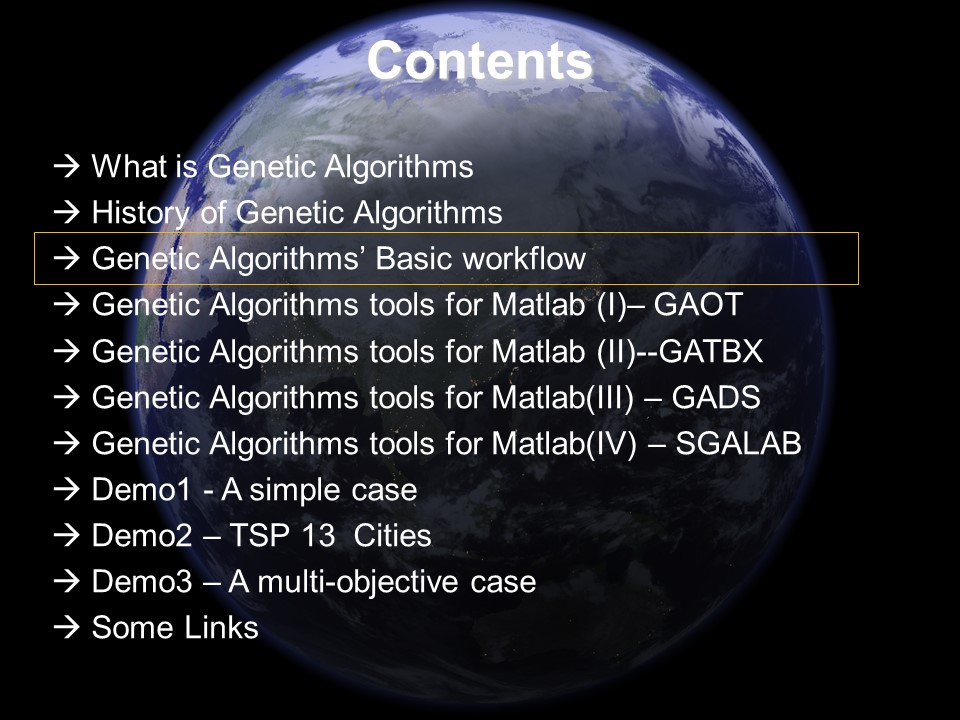 Contents
→ What is Genetic Algorithms
→ History of Genetic Algorithms
→ Genetic Algorithms’ Basic workflow
→ Genetic Algorithms tools for Matlab (I)– GAOT
→ Genetic Algorithms tools for Matlab (II)--GATBX
→ Genetic Algorithms tools for Matlab(III) – GADS
→ Genetic Algorithms tools for Matlab(IV) – SGALAB
→ Demo1 - A simple case
→ Demo2 – TSP 13  Cities
→ Demo3 – A multi-objective case
→ Some Links